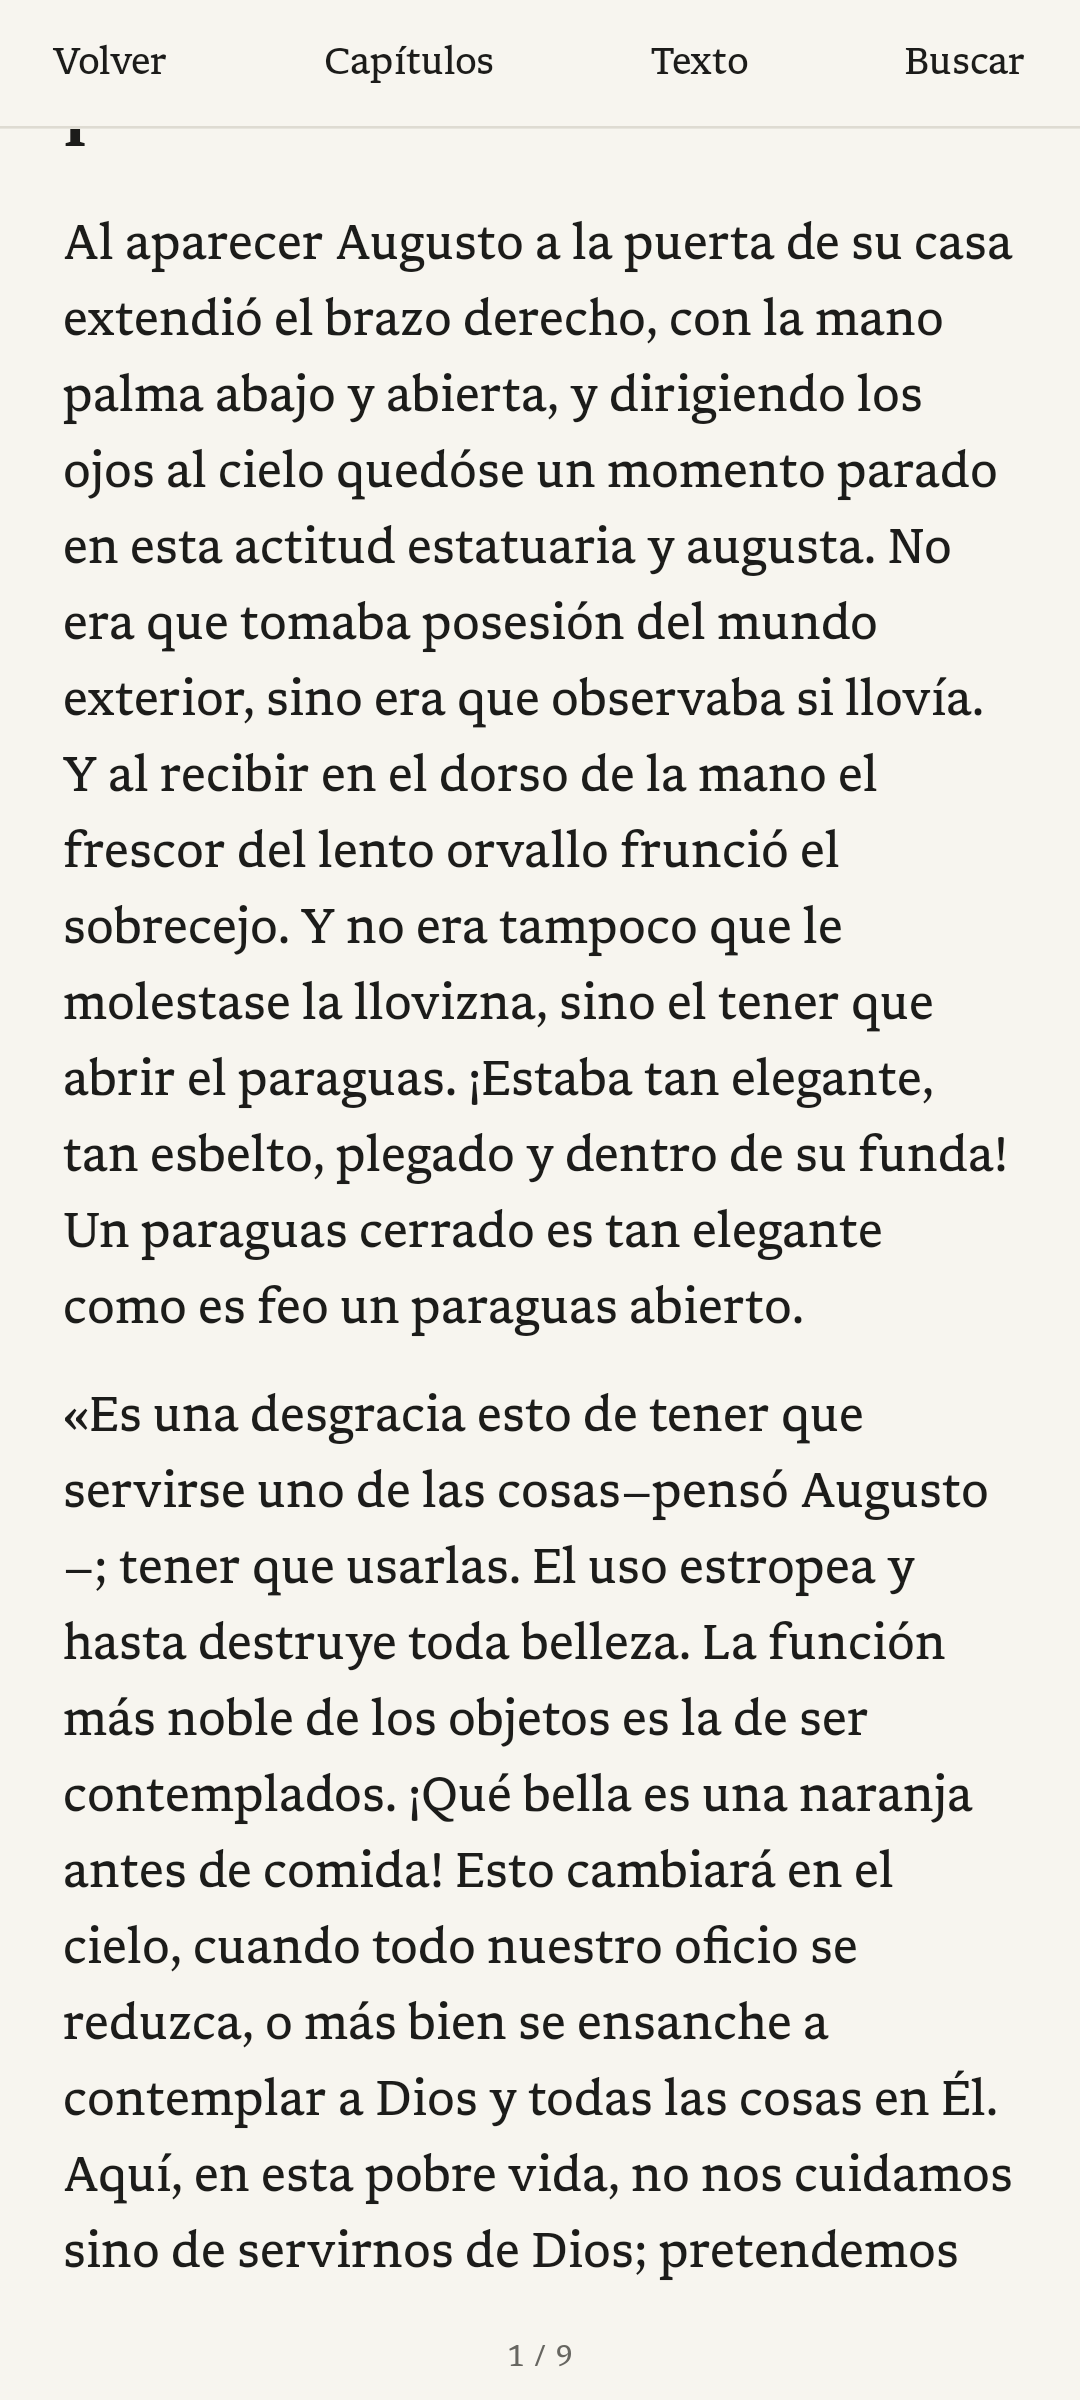 Volver Capítulos Texto Buscar
Al aparecer Augusto a la puerta de su casa
extendió el brazo derecho, con la mano
palma abajo y abierta, y dirigiendo los
ojos al cielo quedóse un momento parado
en esta actitud estatuaria y augusta. No
era que tomaba posesión del mundo
exterior, sino era que observaba si llovía.
Y al recibir en el dorso de la mano el
frescor del lento orvallo frunció el
sobrecejo. Y no era tampoco que le
molestase la llovizna, sino el tener que
abrir el paraguas. ¡Estaba tan elegante,
tan esbelto, plegado y dentro de su funda!
Un paraguas cerrado es tan elegante
como es feo un paraguas abierto.
«Es una desgracia esto de tener que
servirse uno de las cosas—pensó Augusto
—; tener que usarlas. El uso estropea y
hasta destruye toda belleza. La función
más noble de los objetos es la de ser
contemplados. ¡Qué bella es una naranja
antes de comida! Esto cambiará en el
cielo, cuando todo nuestro oficio se
reduzca, o más bien se ensanche a
contemplar a Dios y todas las cosas en Él.
Aquí, en esta pobre vida, no nos cuidamos
sino de servirnos de Dios; pretendemos
1 / 9